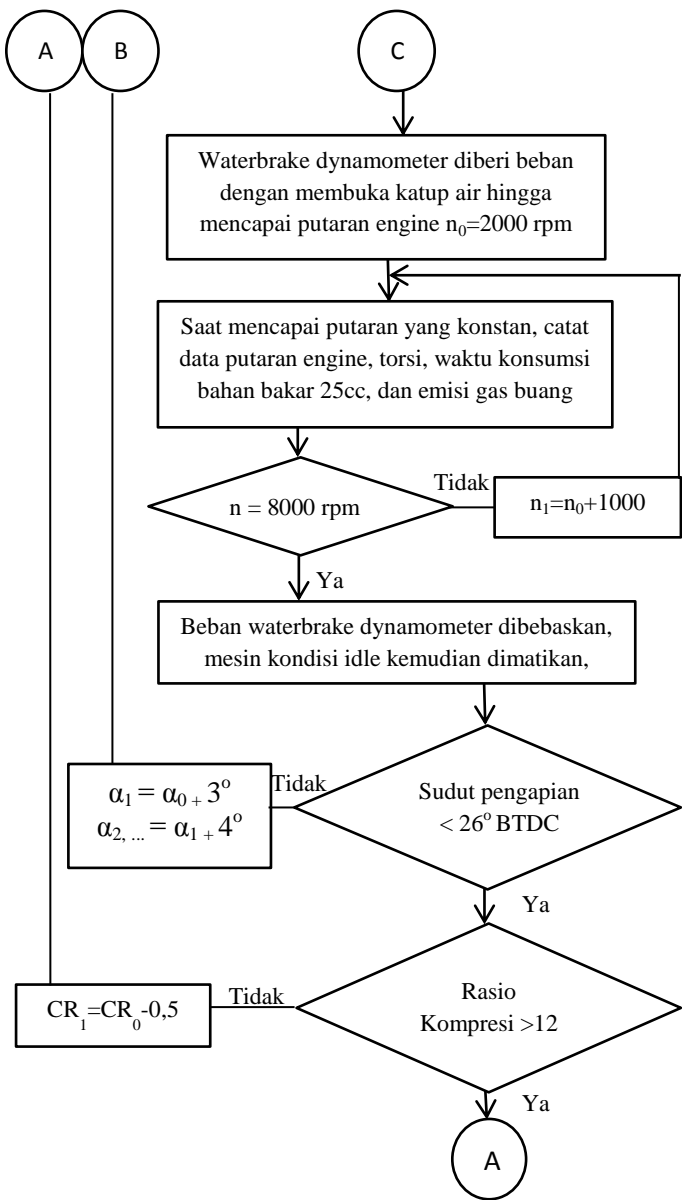 A
B
C
Waterbrake dynamometer diberi beban
dengan membuka katup air hingga
mencapai putaran engine n₀=2000 rpm
Saat mencapai putaran yang konstan, catat
data putaran engine, torsi, waktu konsumsi
bahan bakar 25cc, dan emisi gas buang
n = 8000 rpm
Tidak
n₁=n₀+1000
Ya
Beban waterbrake dynamometer dibebaskan,
mesin kondisi idle kemudian dimatikan,
Sudut pengapian
< 26° BTDC
Tidak
α₁ = α₀ ₊ 3°
α₂, ... = α₁ ₊ 4°
Ya
Rasio
Kompresi >12
Tidak
CR₁=CR₀-0,5
Ya
A